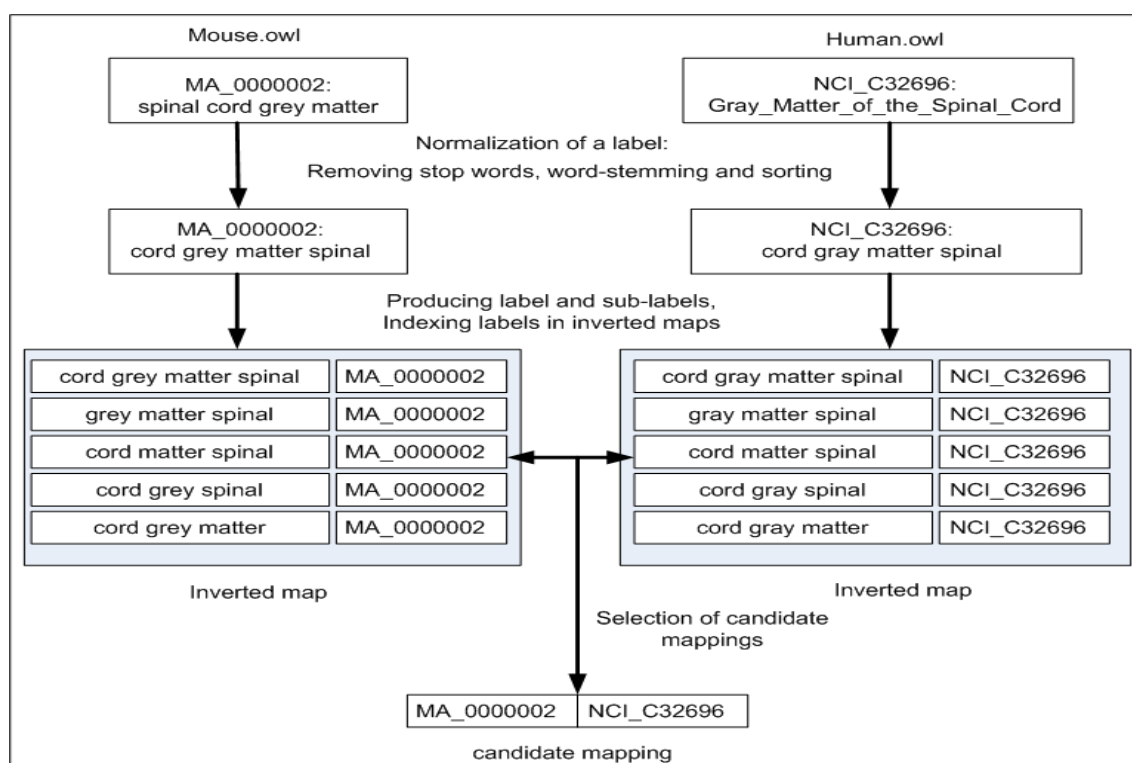 Mouse.owl
Human.owl
MA_0000002:
spinal cord grey matter
NCI_C32696:
Gray_Matter_of_the_Spinal_Cord
Normalization of a label:
Removing stop words, word-stemming and sorting
MA_0000002:
cord grey matter spinal
NCI_C32696:
cord gray matter spinal
Producing label and sub-labels,
Indexing labels in inverted maps
cord grey matter spinal MA_0000002
grey matter spinal MA_0000002
cord matter spinal MA_0000002
cord grey spinal MA_0000002
cord grey matter MA_0000002
Inverted map
cord gray matter spinal NCI_C32696
gray matter spinal NCI_C32696
cord matter spinal NCI_C32696
cord gray spinal NCI_C32696
cord gray matter NCI_C32696
Inverted map
Selection of candidate
mappings
MA_0000002 NCI_C32696
candidate mapping